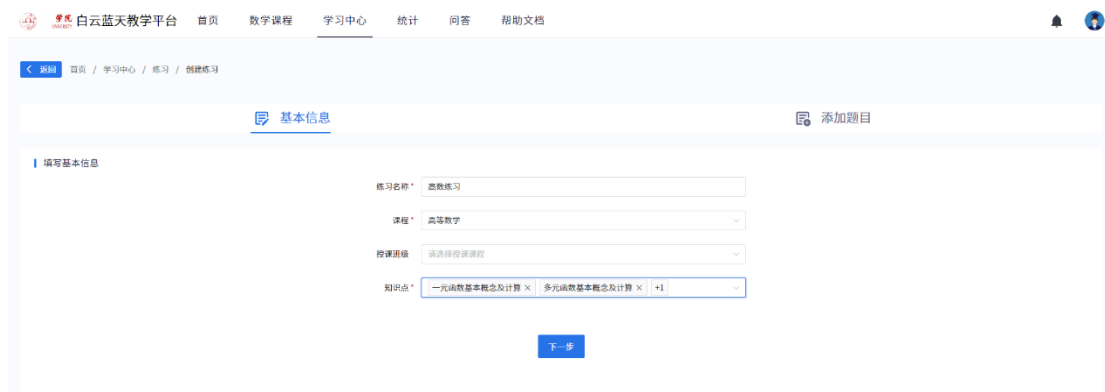 学院 白云蓝天教学平台 首页 数学课程 学习中心 统计 问答 帮助文档
返回 首页 / 学习中心 / 练习 / 创建练习
基本信息 添加题目
填写基本信息
练习名称* 高数练习
课程* 高等数学
授课班级 请选择授课课程
知识点* 一元函数基本概念及计算 × 多元函数基本概念及计算 × +1
下一步